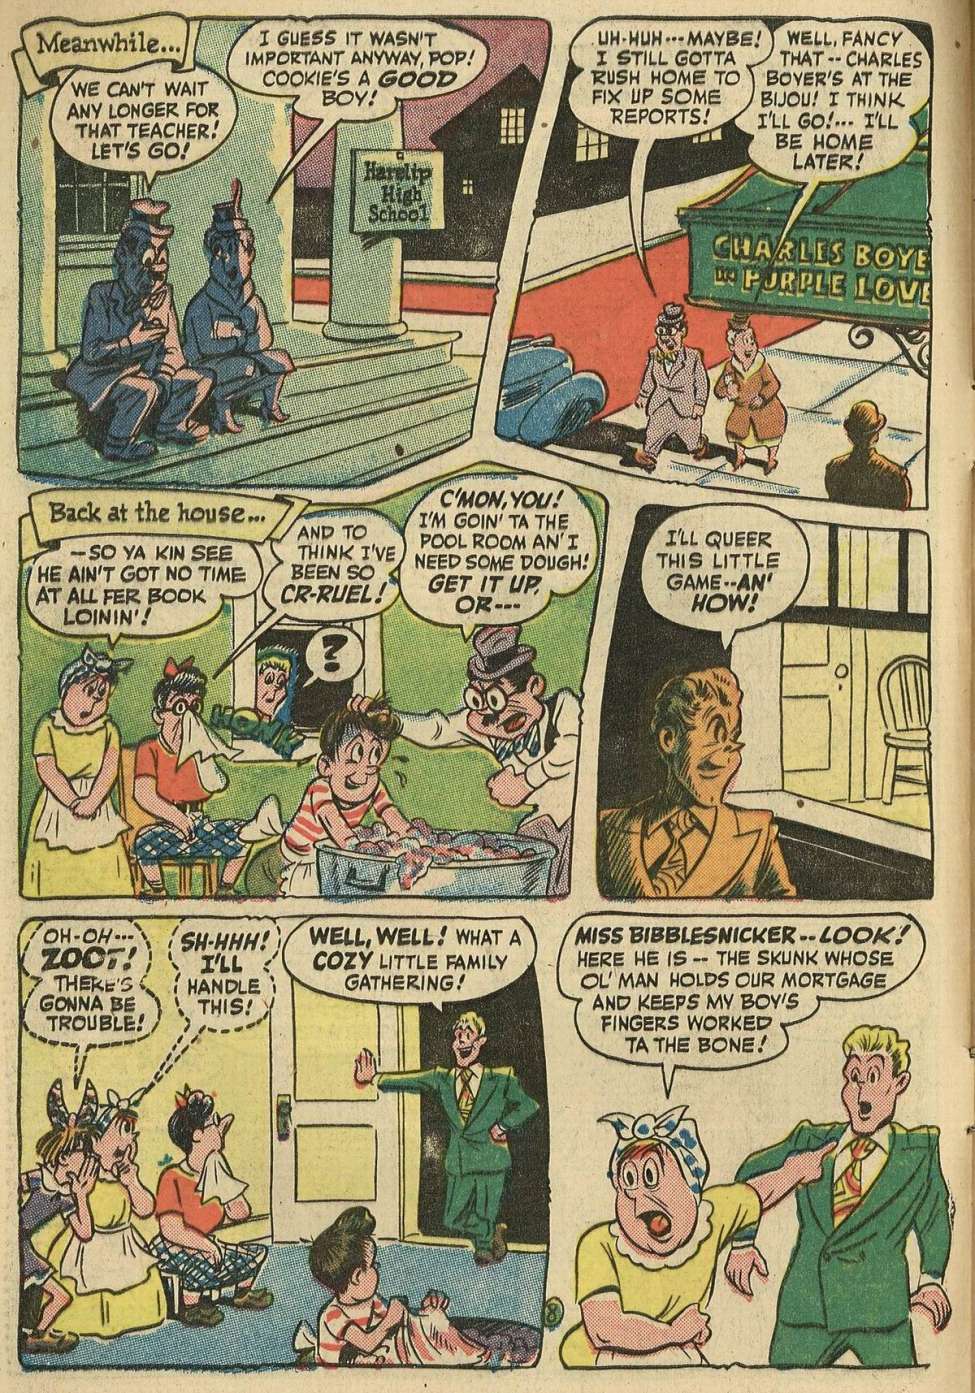 Meanwhile...
WE CAN'T WAIT
ANY LONGER FOR
THAT TEACHER!
LET'S GO!
I GUESS IT WASN'T
IMPORTANT ANYWAY, POP!
COOKIE'S A GOOD
BOY!
Harelip
High
School
UH-HUH---MAYBE!
I STILL GOTTA
RUSH HOME TO
FIX UP SOME
REPORTS!
WELL, FANCY
THAT--CHARLES
BOYER'S AT THE
BIJOU! I THINK
I'LL GO!... I'LL
BE HOME
LATER!
CHARLES BOYE
IN PURPLE LOVE
Back at the house...
—SO YA KIN SEE
HE AIN'T GOT NO TIME
AT ALL FER BOOK
LOININ'!
AND TO
THINK I'VE
BEEN SO
CR-RUEL!
HONK
?
C'MON, YOU!
I'M GOIN' TA THE
POOL ROOM AN' I
NEED SOME DOUGH!
GET IT UP,
OR---
I'LL QUEER
THIS LITTLE
GAME--AN'
HOW!
OH-OH---
ZOOT!
THERE'S
GONNA BE
TROUBLE!
SH-HHH!
I'LL
HANDLE
THIS!
WELL, WELL! WHAT A
COZY LITTLE FAMILY
GATHERING!
8
MISS BIBBLESNICKER--LOOK!
HERE HE IS -- THE SKUNK WHOSE
OL' MAN HOLDS OUR MORTGAGE
AND KEEPS MY BOY'S
FINGERS WORKED
TA THE BONE!